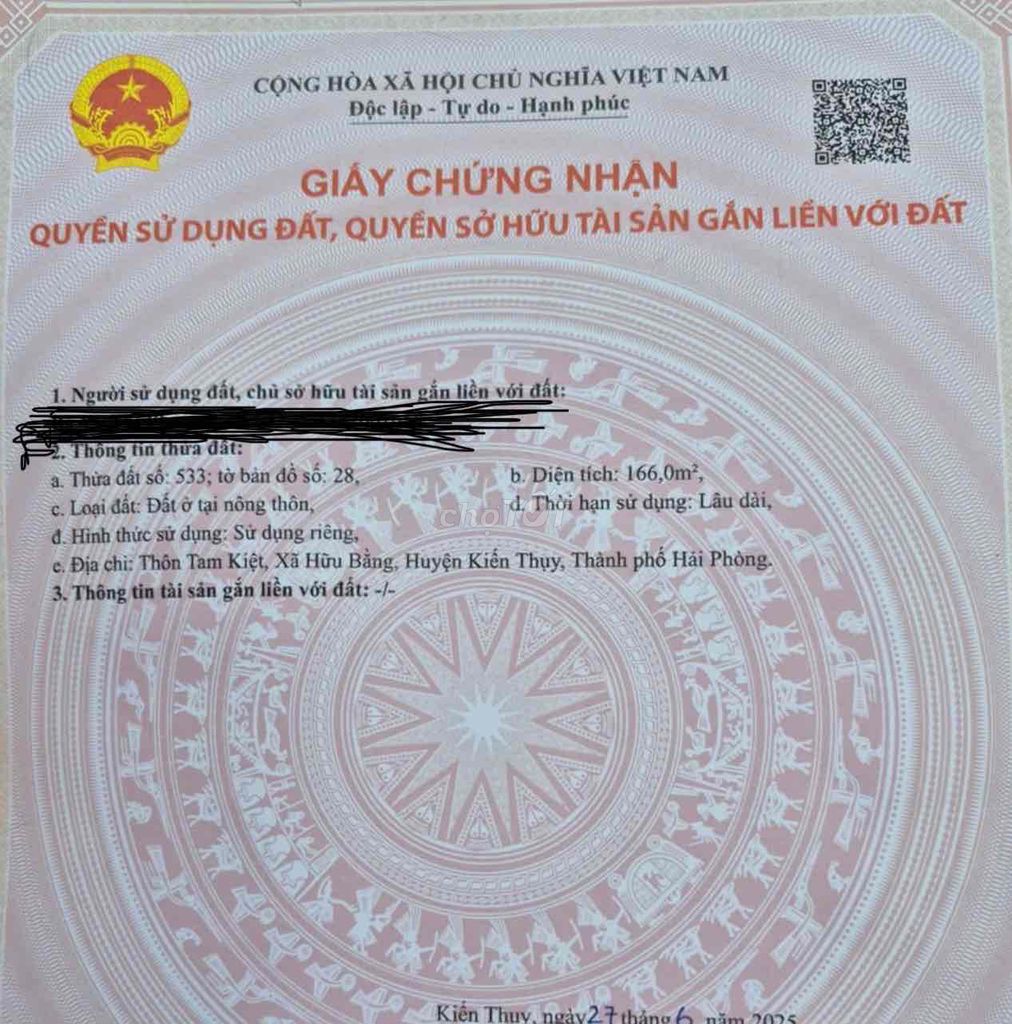 CỘNG HÒA XÃ HỘI CHỦ NGHĨA VIỆT NAM
Độc lập - Tự do - Hạnh phúc
GIẤY CHỨNG NHẬN
QUYỀN SỬ DỤNG ĐẤT, QUYỀN SỞ HỮU TÀI SẢN GẮN LIỀN VỚI ĐẤT
1. Người sử dụng đất, chủ sở hữu tài sản gắn liền với đất:
2. Thông tin thửa đất:
a. Thửa đất số: 533; tờ bản đồ số: 28, b. Diện tích: 166,0m²,
c. Loại đất: Đất ở tại nông thôn, d. Thời hạn sử dụng: Lâu dài,
đ. Hình thức sử dụng: Sử dụng riêng,
e. Địa chỉ: Thôn Tam Kiệt, Xã Hữu Bằng, Huyện Kiến Thụy, Thành phố Hải Phòng.
3. Thông tin tài sản gắn liền với đất: -/-
chợTỐT
Kiến Thụy, ngày 27 tháng 6 năm 2025